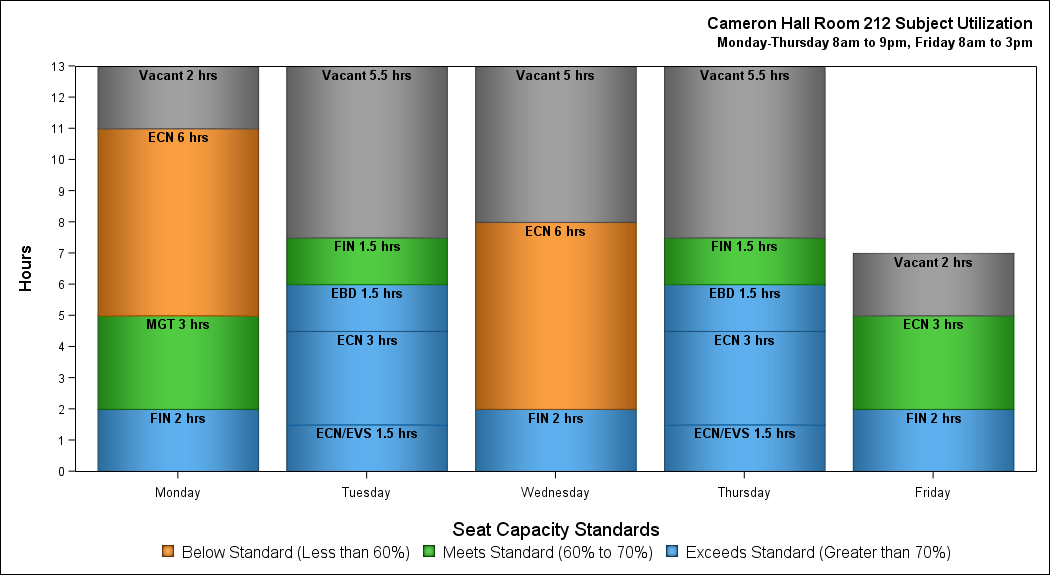 Cameron Hall Room 212 Subject Utilization
Monday-Thursday 8am to 9pm, Friday 8am to 3pm
Hours
13
12
11
10
9
8
7
6
5
4
3
2
1
0
Vacant 2 hrs
ECN 6 hrs
MGT 3 hrs
FIN 2 hrs
Vacant 5.5 hrs
FIN 1.5 hrs
EBD 1.5 hrs
ECN 3 hrs
ECN/EVS 1.5 hrs
Vacant 5 hrs
ECN 6 hrs
FIN 2 hrs
Vacant 5.5 hrs
FIN 1.5 hrs
EBD 1.5 hrs
ECN 3 hrs
ECN/EVS 1.5 hrs
Vacant 2 hrs
ECN 3 hrs
FIN 2 hrs
Monday Tuesday Wednesday Thursday Friday
Seat Capacity Standards
Below Standard (Less than 60%) Meets Standard (60% to 70%) Exceeds Standard (Greater than 70%)